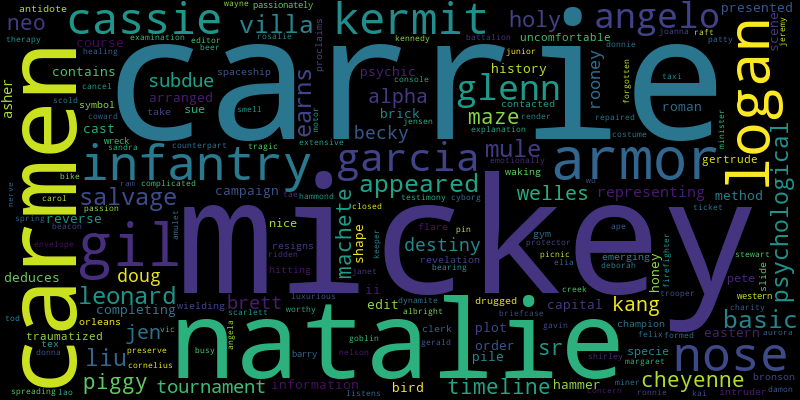 antidote
wayne
passionately
presented
neo
cassie
villa
kermit
holy
angelo
therapy
examination
editor
rosalie
kennedy
battalion
joanna
raft
jeremy
course
beer
proclaims
uncomfortable
donnie
patty
scene
healing
carrie
junior
history
contains
cancel
spaceship
subdue
psychic
console
glenn
rooney
forgotten
taxi
logan
asher
scold
symbol
arranged
smell
earns
alpha
jensen
contacted
render
repaired
roman
coward
take
sue
motor
brick
maze
explanation
costume
minister
cast
wreck
sandra
counterpart
tragic
extensive
becky
carmen
infantry
garcia
mule
emotionally
armor
gertrude
psychological
bike
ram
complicated
cyborg
waking
nerve
carol
salvage
campaign
hammond
testimony
appeared
welles
representing
method
passion
closed
spring
reverse
amulet
mickey
nice
machete
shape
flare
pin
gym
ape
ticket
beacon
protector
envelope
gil
resigns
keeper
destiny
emerging
firefighter
ridden
revelation
picnic
ella
deborah
honey
stewart
deduces
doug
hitting
janet
bearing
trooper
pete
slide
western
leonard
luxurious
ii
creek
completing
brett
edit
dynamite
drugged
capital
kang
charity
basic
wielding
scarlett
worthy
albright
briefcase
tod
orleans
jen
vic
natalie
goblin
clerk
plot
gavin
champion
eastern
aurora
traumatized
angela
gerald
order
sr
felix
formed
tex
preserve
busy
barry
pile
specie
donna
liu
margaret
nelson
shirley
nose
cornelius
cheyenne
bronson
piggy
information
bird
timeline
hammer
miner
intruder
spreading
lao
tournament
listens
concern
ronnie
kai
damon